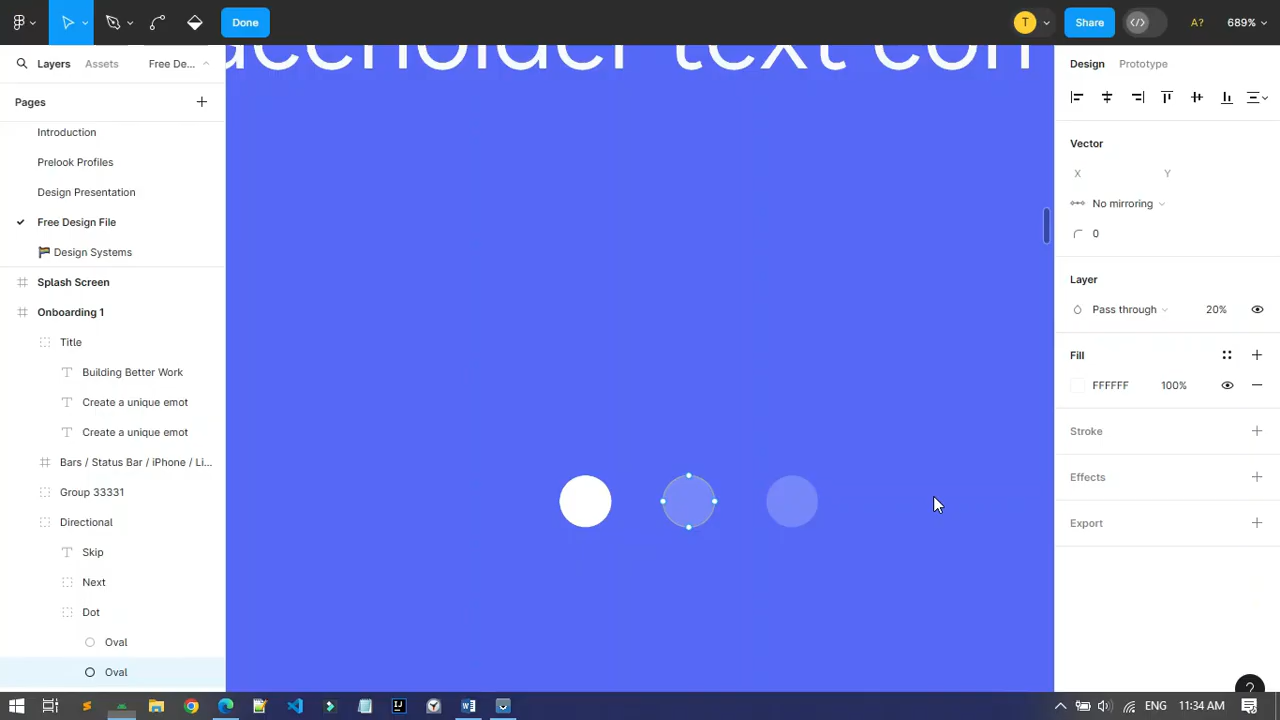 Done
T
Share
A?
689%
Layers
Assets
Free De...
Design
Prototype
aceholder text con
Pages
Introduction
Prelook Profiles
Design Presentation
Free Design File
Design Systems
Splash Screen
Onboarding 1
Title
Building Better Work
Create a unique emot
Create a unique emot
Bars / Status Bar / iPhone / Li...
Group 33331
Directional
Skip
Next
Dot
Oval
Oval
Vector
X
Y
No mirroring
0
Layer
Pass through
20%
Fill
FFFFFF
100%
Stroke
Effects
Export
?
ENG
11:34 AM